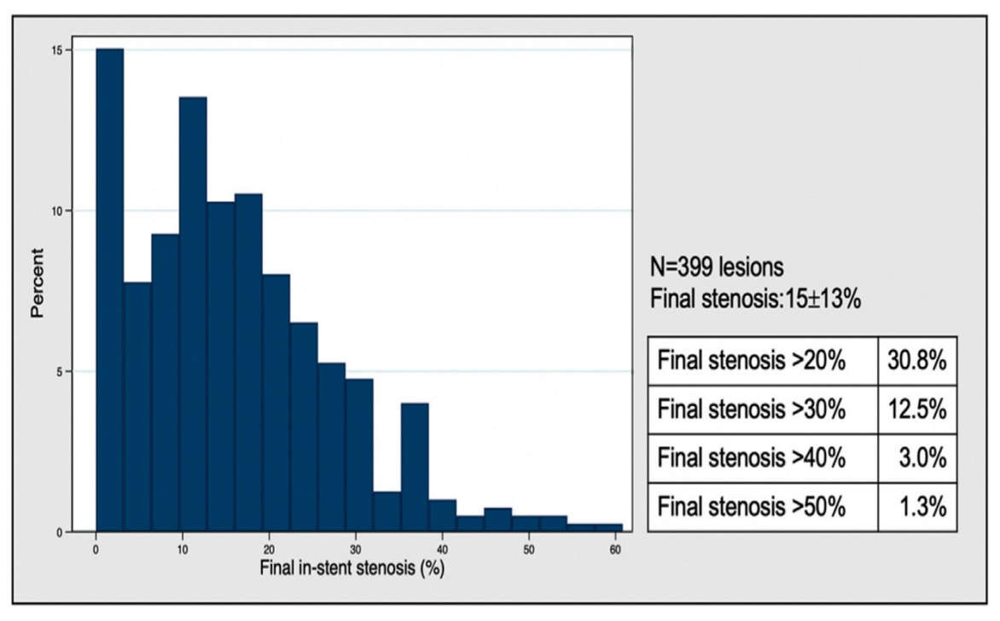 15
10
5
0
Percent
0 10 20 30 40 50 60
Final in-stent stenosis (%)
N=399 lesions
Final stenosis:15±13%
Final stenosis >20% 30.8%
Final stenosis >30% 12.5%
Final stenosis >40% 3.0%
Final stenosis >50% 1.3%